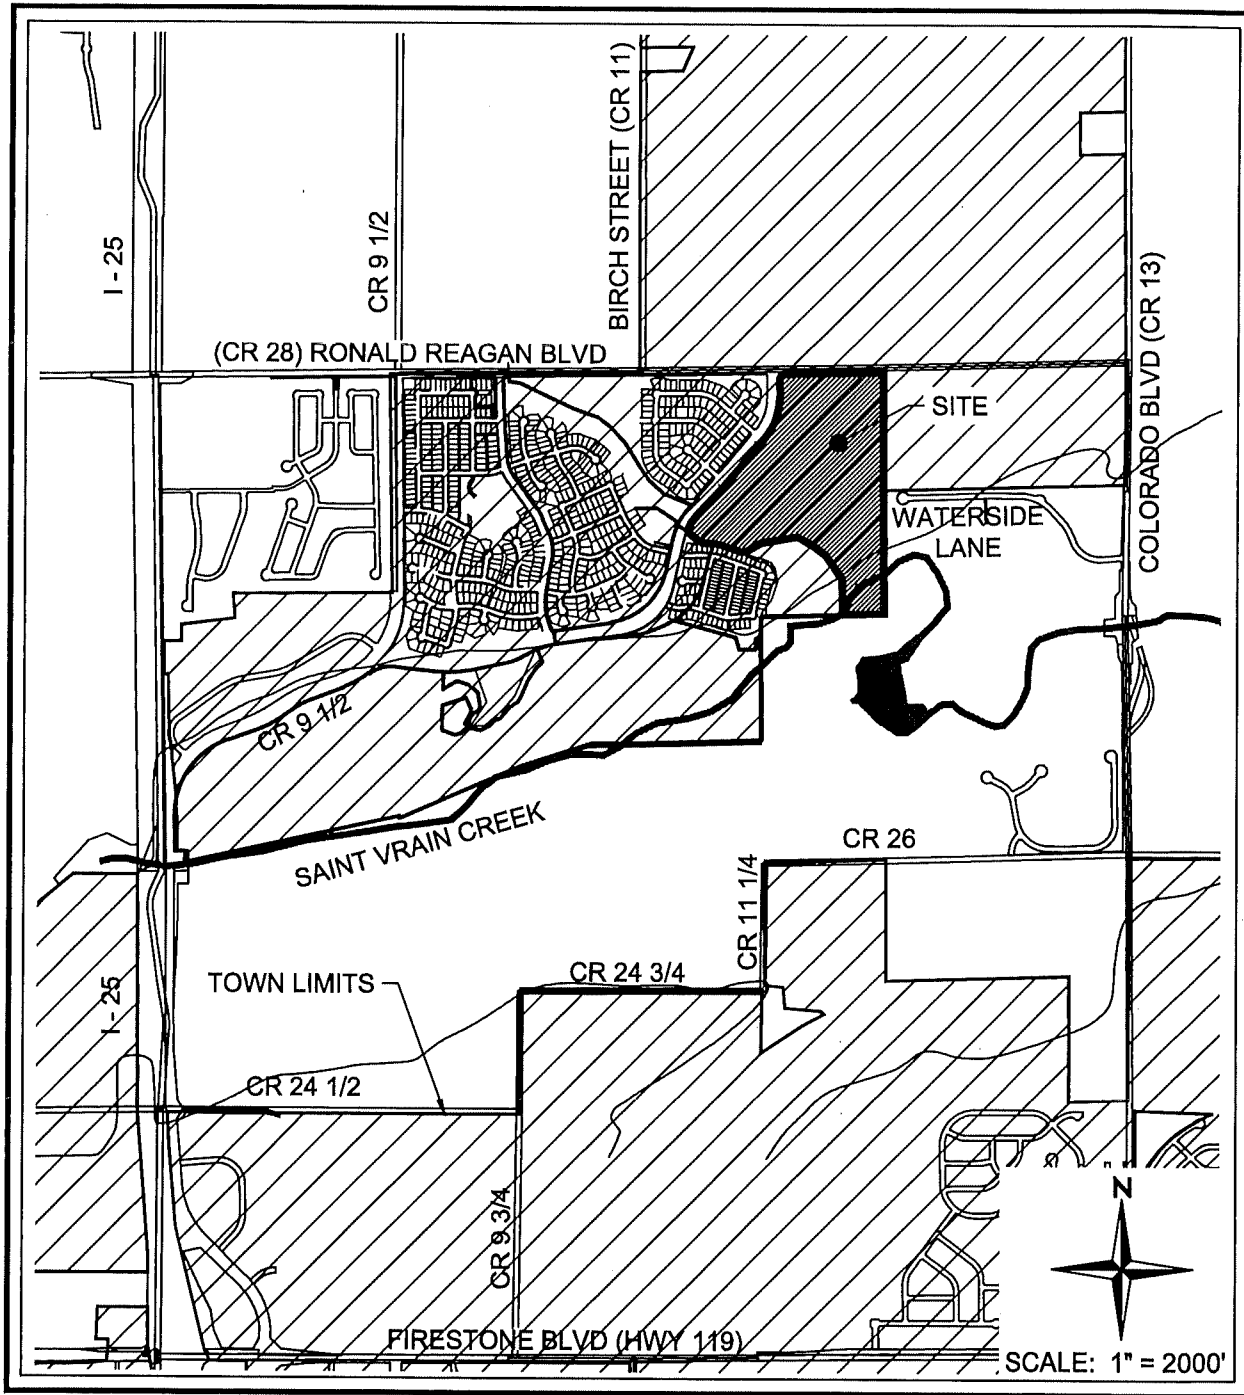 BIRCH STREET (CR 11)
I - 25
CR 9 1/2
COLORADO BLVD (CR 13)
(CR 28) RONALD REAGAN BLVD
SITE
WATERSIDE
LANE
CR 9 1/2
SAINT VRAIN CREEK
CR 26
CR 11 1/4
TOWN LIMITS
CR 24 3/4
I - 25
CR 24 1/2
CR 9 3/4
N
FIRESTONE BLVD (HWY 119)
SCALE: 1" = 2000'